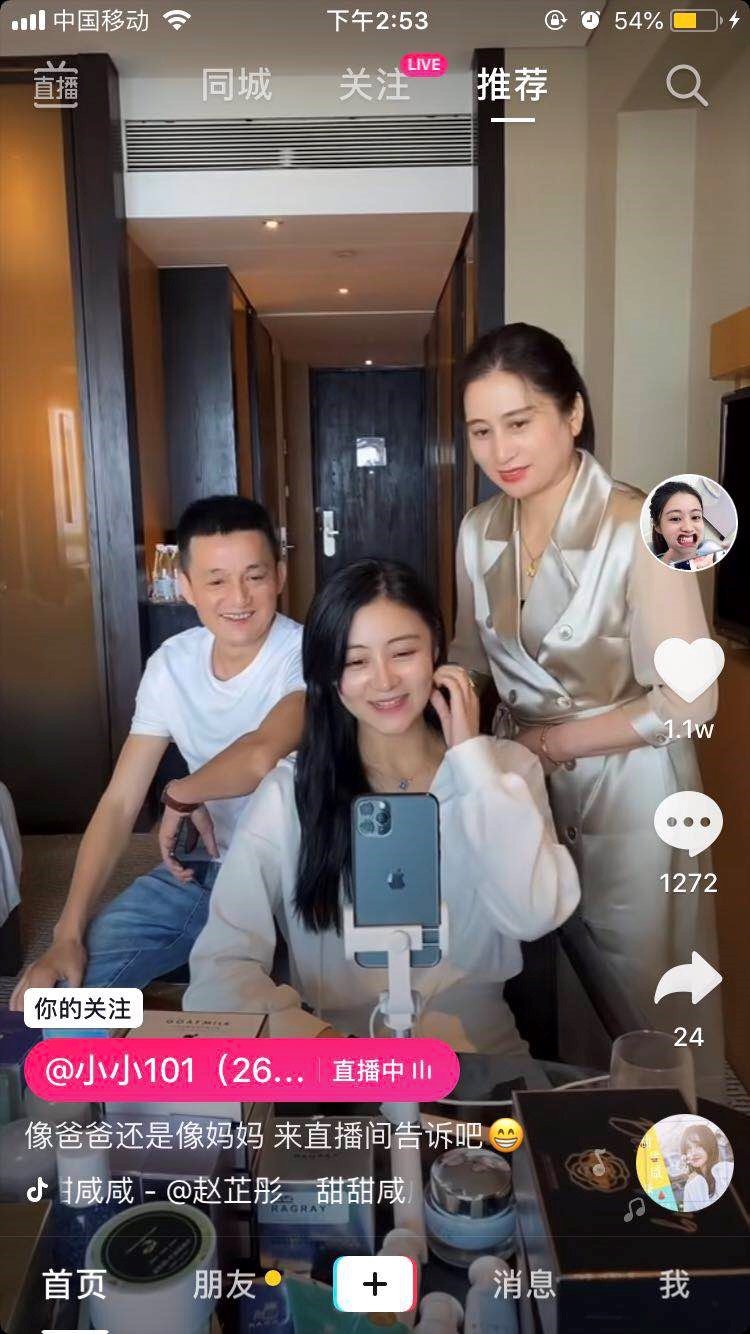 中国移动
下午2:53
54%
直播
同城
关注
LIVE
推荐
1.1w
1272
24
你的关注
GOATMILK
@小小101（26... 直播中
像爸爸还是像妈妈 来直播间告诉吧😁
咸咸 - @赵芷彤 甜甜咸
RAGRAY
首页
朋友
消息
我